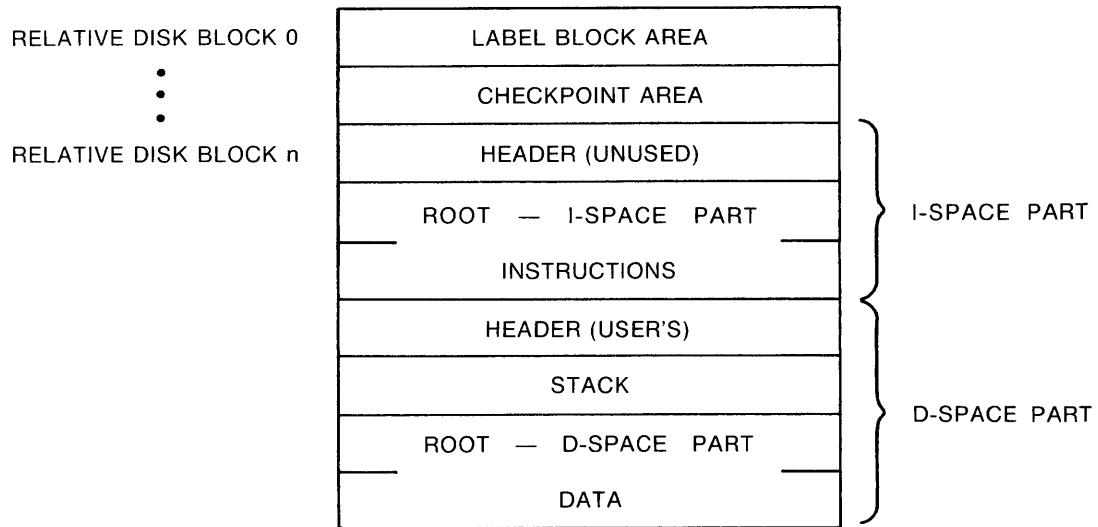 RELATIVE DISK BLOCK 0
LABEL BLOCK AREA
CHECKPOINT AREA
RELATIVE DISK BLOCK n
HEADER (UNUSED)
ROOT — I-SPACE PART
I-SPACE PART
INSTRUCTIONS
HEADER (USER'S)
STACK
D-SPACE PART
ROOT — D-SPACE PART
DATA